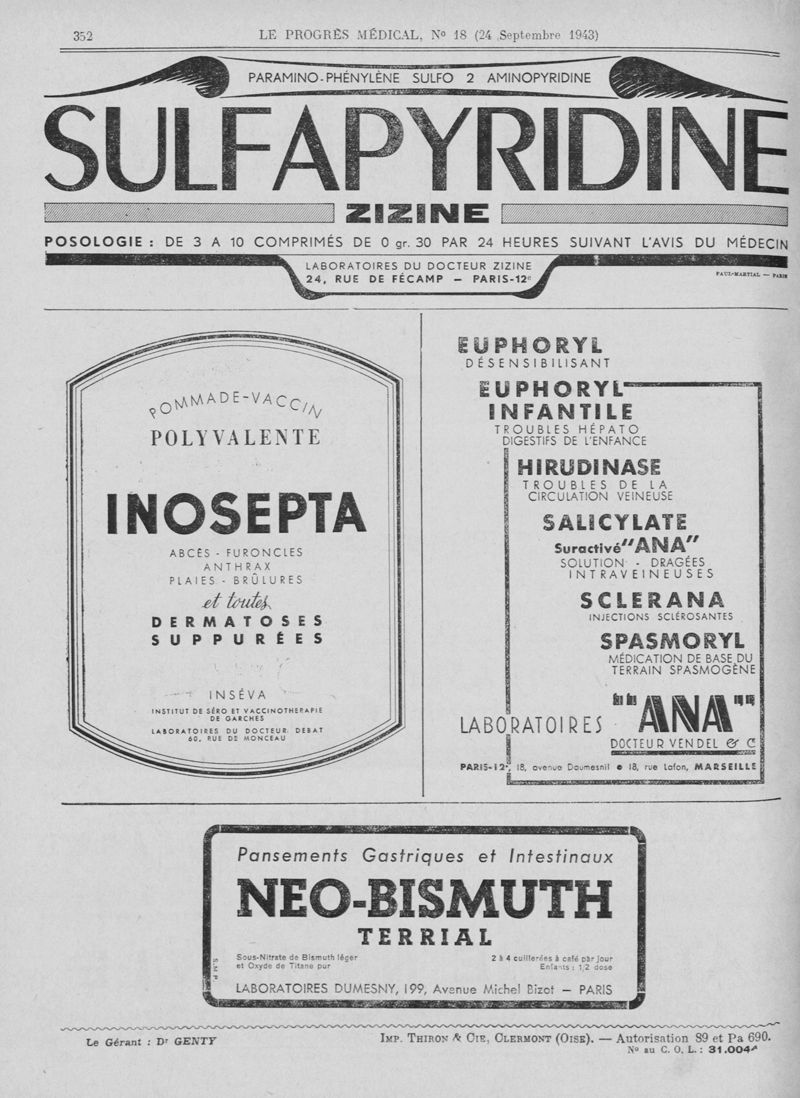 352
LE PROGRÈS MÉDICAL, Nº 18 (24 Septembre 1943)
PARAMINO-PHÉNYLÈNE SULFO 2 AMINOPYRIDINE
SULFAPYRIDINE
ZIZINE
POSOLOGIE : DE 3 A 10 COMPRIMÉS DE 0 gr. 30 PAR 24 HEURES SUIVANT L'AVIS DU MÉDECIN
LABORATOIRES DU DOCTEUR ZIZINE
24, RUE DE FÉCAMP — PARIS-12e
PAUL-MARTIAL — PARIS
POMMADE-VACCIN
POLYVALENTE
INOSEPTA
ABCÈS - FURONCLES
ANTHRAX
PLAIES - BRÛLURES
et toutes
DERMATOSES
SUPPURÉES
INSÉVA
INSTITUT DE SÉRO ET VACCINOTHERAPIE
DE GARCHES
LABORATOIRES DU DOCTEUR DEBAT
60, RUE DE MONCEAU
EUPHORYL
DÉSENSIBILISANT
EUPHORYL
INFANTILE
TROUBLES HÉPATO
DIGESTIFS DE L'ENFANCE
HIRUDINASE
TROUBLES DE LA
CIRCULATION VEINEUSE
SALICYLATE
Suractivé "ANA"
SOLUTION - DRAGÉES
INTRAVEINEUSES
SCLERANA
INJECTIONS SCLÉROSANTES
SPASMORYL
MÉDICATION DE BASE DU
TERRAIN SPASMOGÈNE
LABORATOIRES "ANA"
DOCTEUR VENDEL & C
PARIS-12e, 18, avenue Daumesnil • 18, rue Lafon, MARSEILLE
Pansements Gastriques et Intestinaux
NEO-BISMUTH
TERRIAL
Sous-Nitrate de Bismuth léger
et Oxyde de Titane pur
2 à 4 cuillerées à café par jour
Enfants : 1/2 dose
S.M.P.
LABORATOIRES DUMESNY, 199, Avenue Michel Bizot — PARIS
Le Gérant : Dr GENTY
IMP. THIRON & CIE, CLERMONT (OISE). — Autorisation 89 et Pa 690.
Nº au C. O. L. : 31.004A